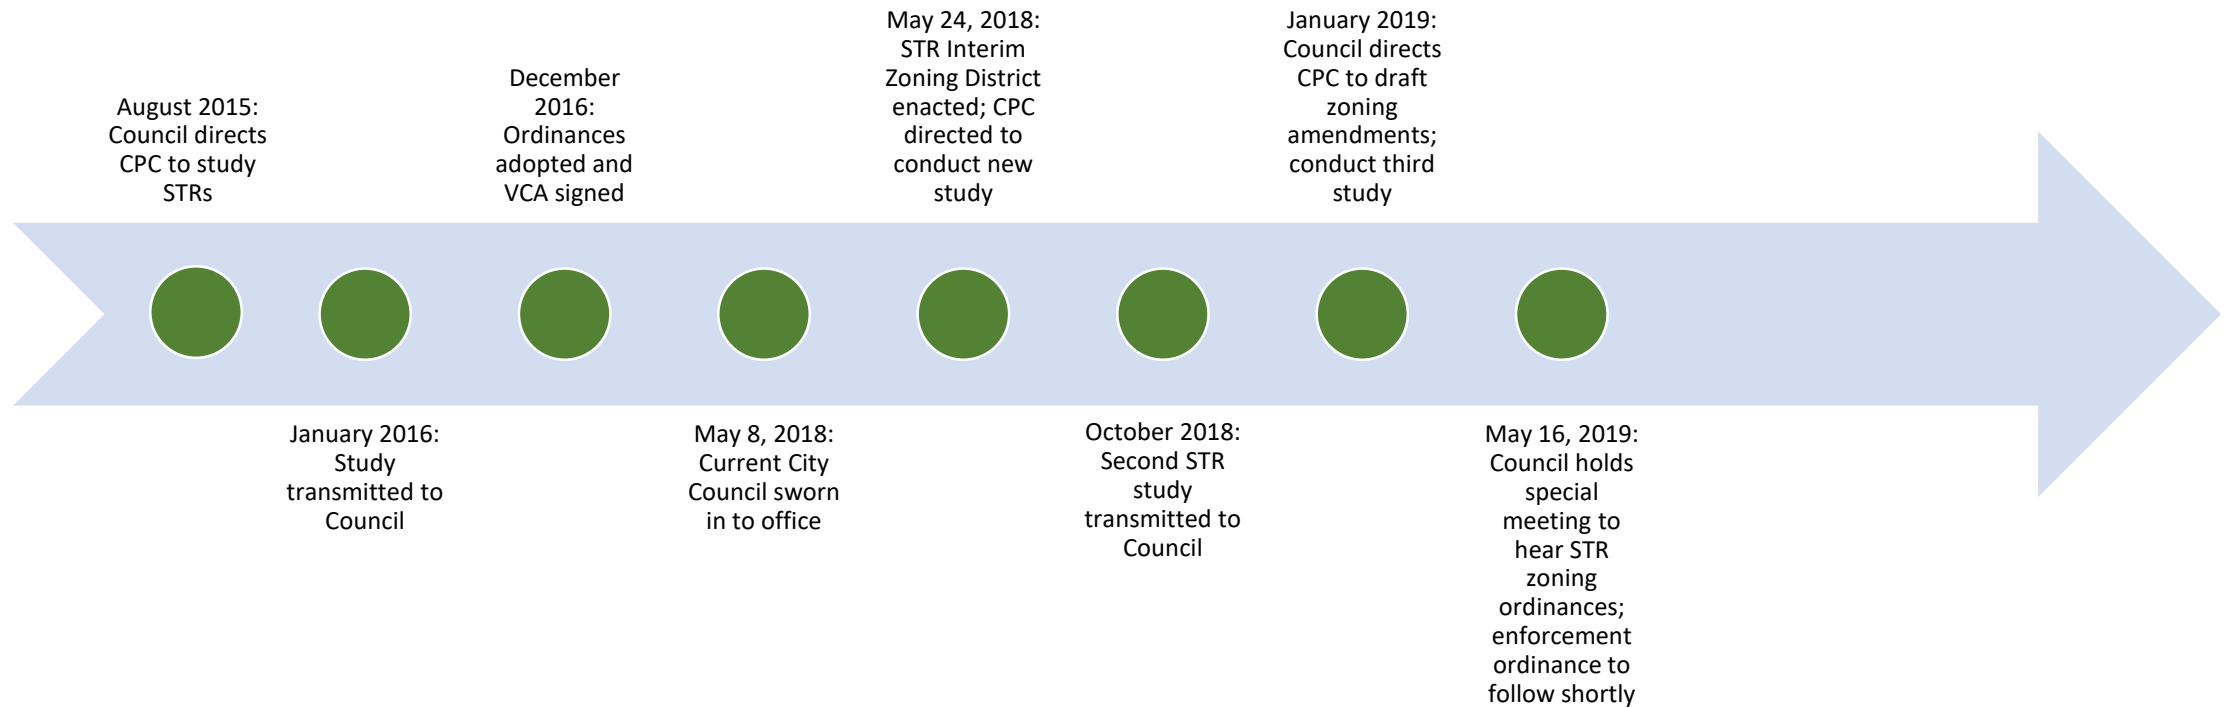 August 2015:
Council directs
CPC to study
STRs
January 2016:
Study
transmitted to
Council
December
2016:
Ordinances
adopted and
VCA signed
May 8, 2018:
Current City
Council sworn
in to office
May 24, 2018:
STR Interim
Zoning District
enacted; CPC
directed to
conduct new
study
October 2018:
Second STR
study
transmitted to
Council
January 2019:
Council directs
CPC to draft
zoning
amendments;
conduct third
study
May 16, 2019:
Council holds
special
meeting to
hear STR
zoning
ordinances;
enforcement
ordinance to
follow shortly